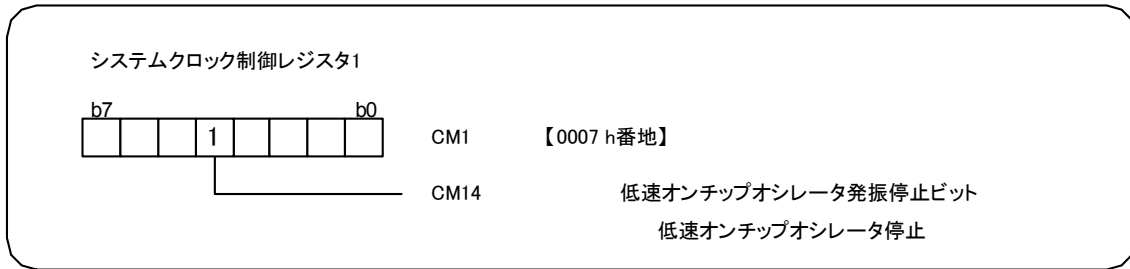 システムクロック制御レジスタ1
b7 b0
1 CM1 【0007 h番地】
CM14 低速オンチップオシレータ発振停止ビット
低速オンチップオシレータ停止